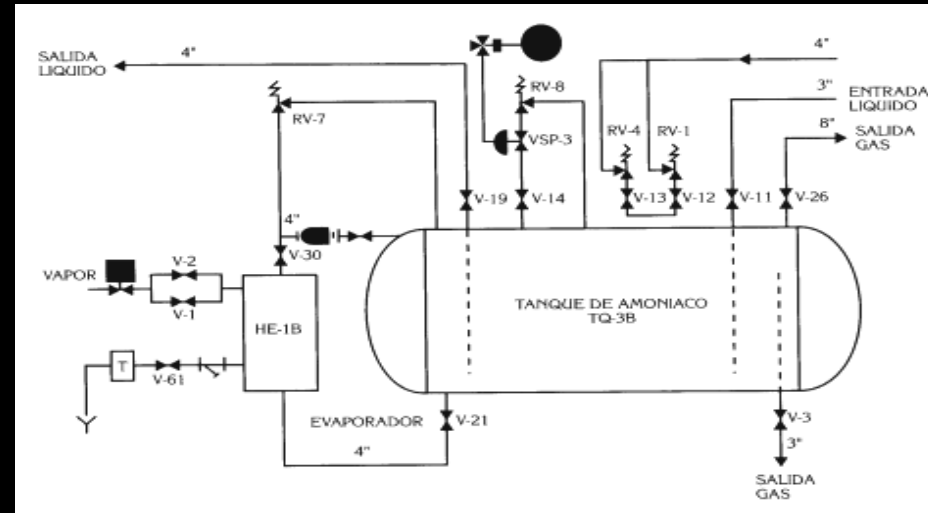 4"
SALIDA
LIQUIDO
RV-7
RV-8
VSP-3
4"
RV-4
RV-1
3"
ENTRADA
LIQUIDO
8"
SALIDA
GAS
V-19
V-14
V-13
V-12
V-11
V-26
4"
V-30
VAPOR
V-2
V-1
HE-1B
TANQUE DE AMONIACO
TQ-3B
T
V-61
EVAPORADOR
V-21
4"
V-3
3"
SALIDA
GAS